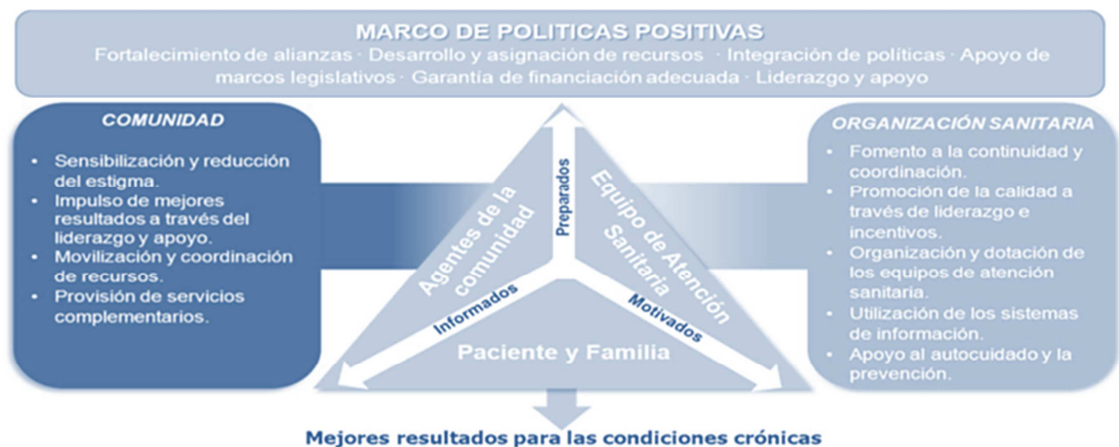 MARCO DE POLITICAS POSITIVAS
Fortalecimiento de alianzas · Desarrollo y asignación de recursos · Integración de políticas · Apoyo de
marcos legislativos · Garantía de financiación adecuada · Liderazgo y apoyo
COMUNIDAD
• Sensibilización y reducción
del estigma.
• Impulso de mejores
resultados a través del
liderazgo y apoyo.
• Movilización y coordinación
de recursos.
• Provisión de servicios
complementarios.
Agentes de la
comunidad
Preparados
Equipo de Atención
Sanitaria
Informados
Motivados
Paciente y Familia
ORGANIZACIÓN SANITARIA
• Fomento a la continuidad y
coordinación.
• Promoción de la calidad a
través de liderazgo e
incentivos.
• Organización y dotación de
los equipos de atención
sanitaria.
• Utilización de los sistemas
de información.
• Apoyo al autocuidado y la
prevención.
Mejores resultados para las condiciones crónicas